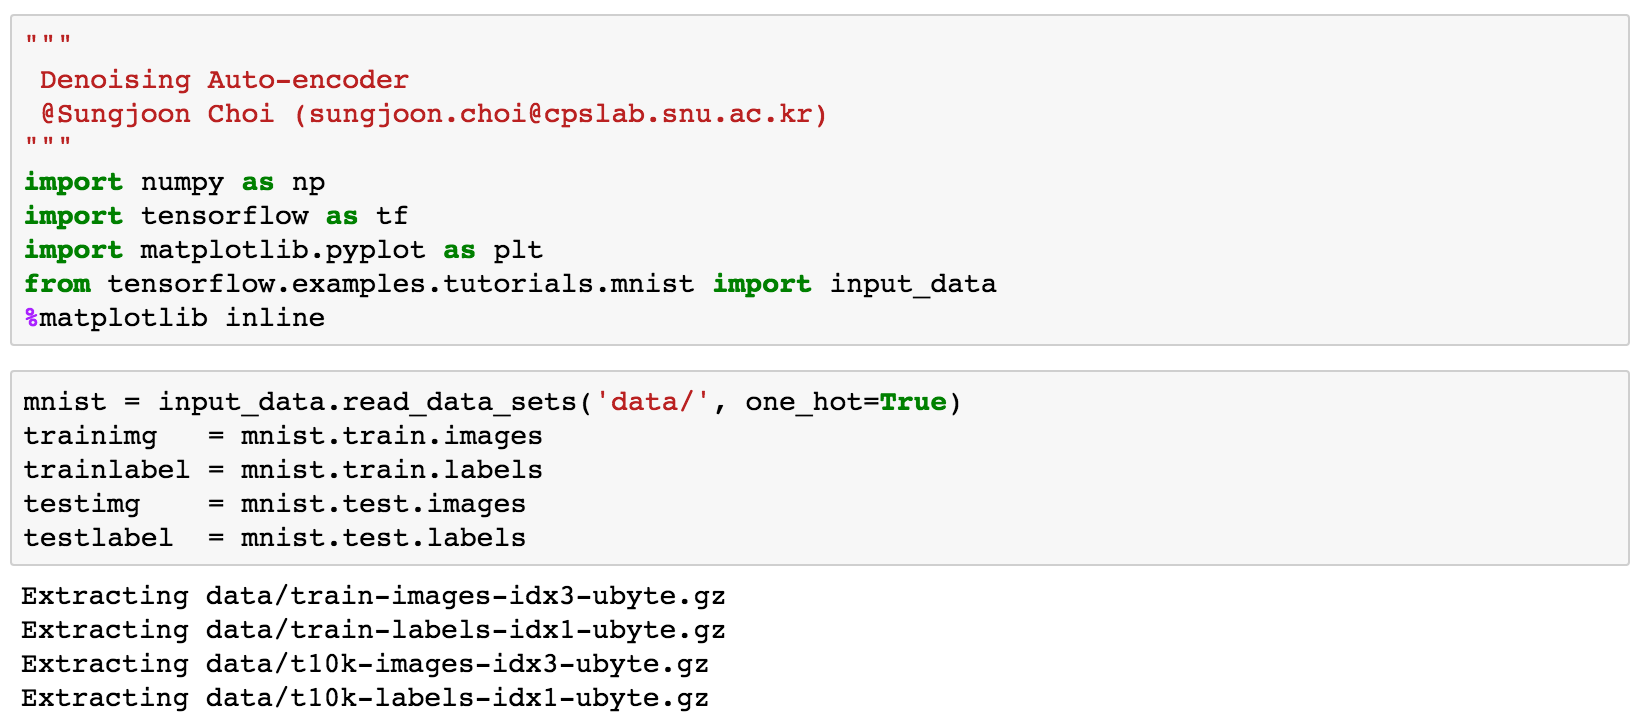 """
 Denoising Auto-encoder
 @Sungjoon Choi (sungjoon.choi@cpslab.snu.ac.kr)
"""
import numpy as np
import tensorflow as tf
import matplotlib.pyplot as plt
from tensorflow.examples.tutorials.mnist import input_data
%matplotlib inline
mnist = input_data.read_data_sets('data/', one_hot=True)
trainimg   = mnist.train.images
trainlabel = mnist.train.labels
testimg    = mnist.test.images
testlabel  = mnist.test.labels
Extracting data/train-images-idx3-ubyte.gz
Extracting data/train-labels-idx1-ubyte.gz
Extracting data/t10k-images-idx3-ubyte.gz
Extracting data/t10k-labels-idx1-ubyte.gz